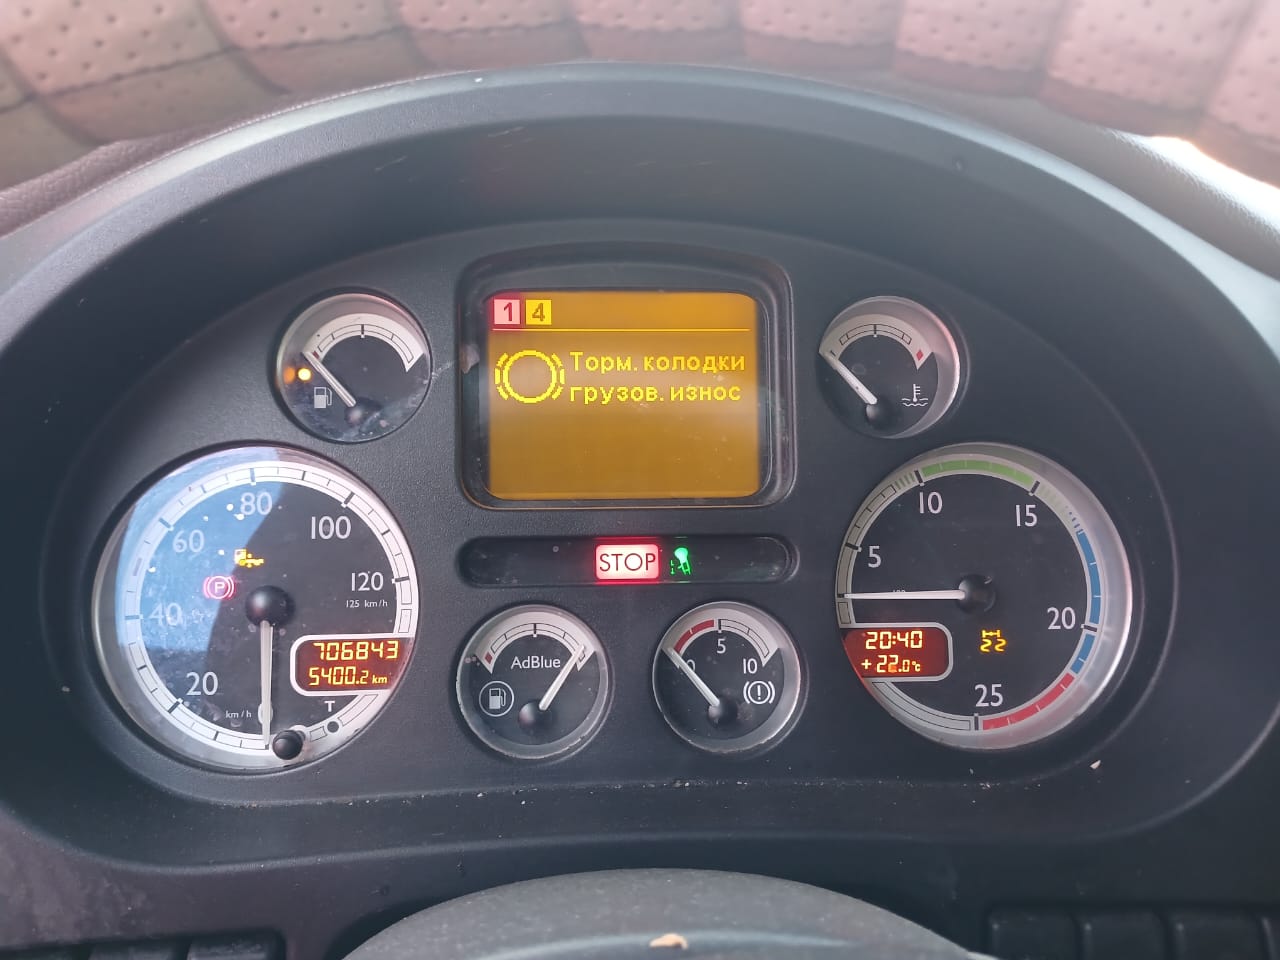 1 4
Торм. колодки
грузов. износ
80
100
60
120
125 km/h
40
20
km/h
P
706843
5400.2 km
T
STOP
AdBlue
0
5
10
5
10
15
20
25
20:40
+22.0°C